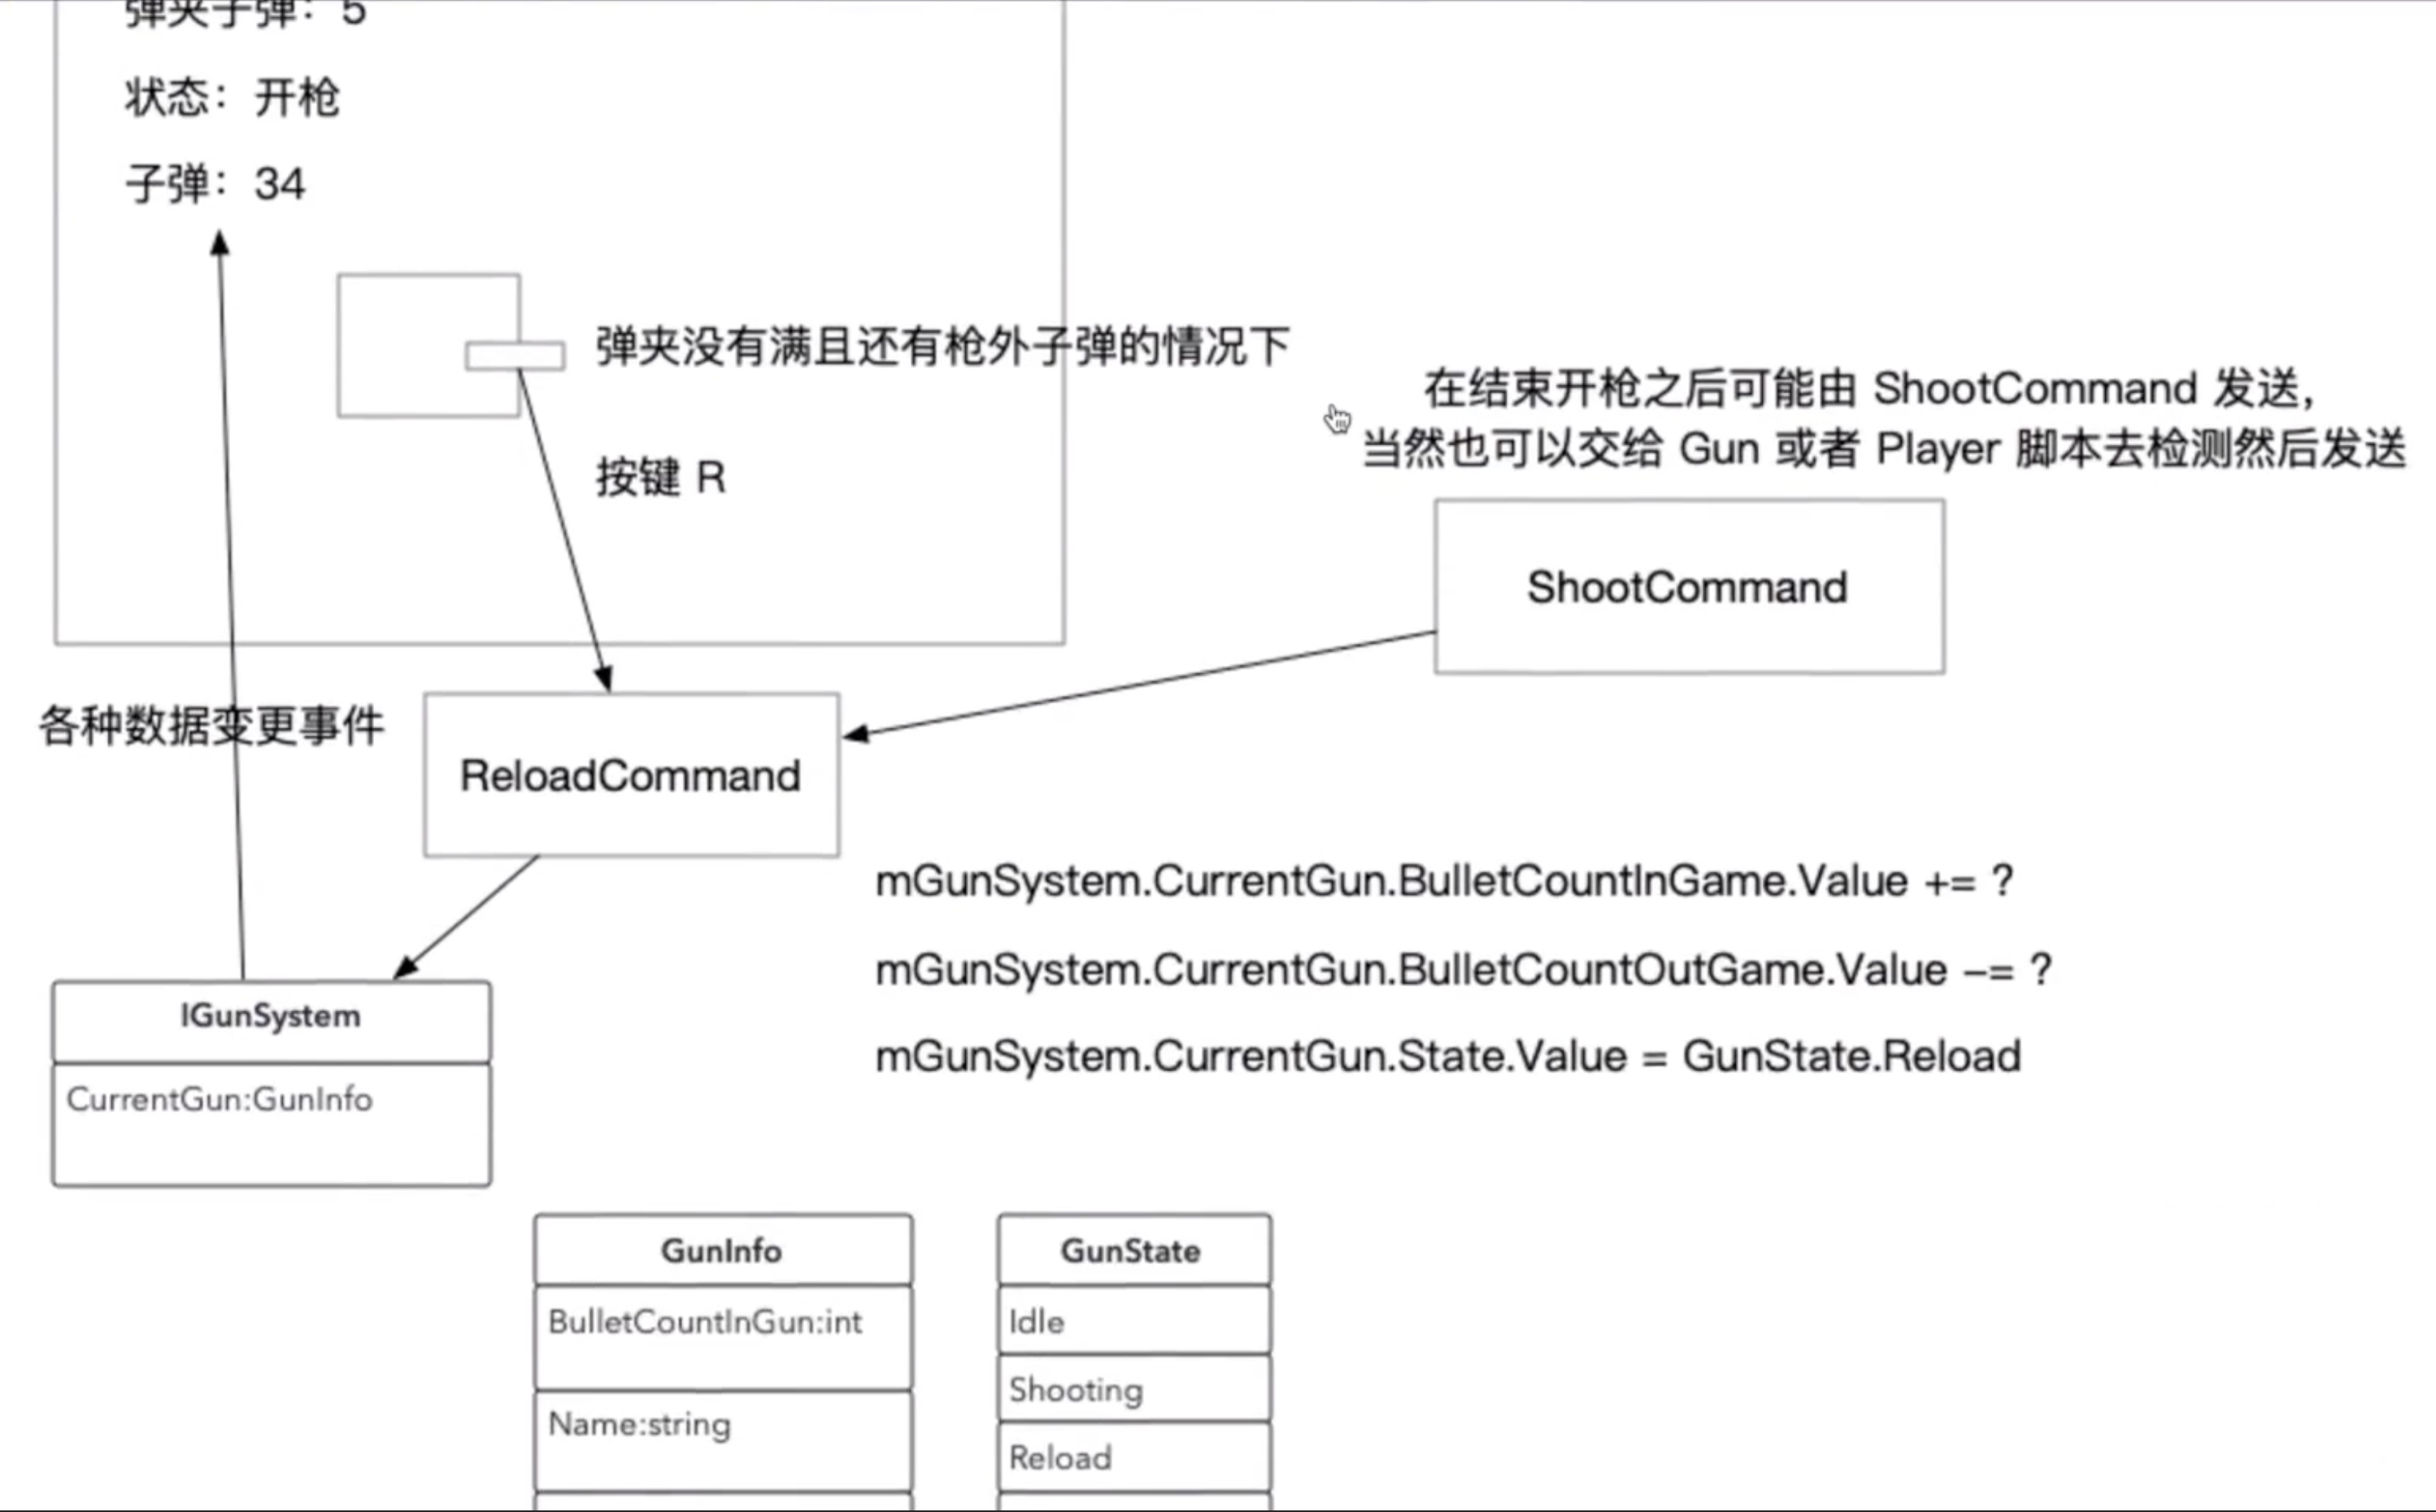 弹夹子弹：5
状态：开枪
子弹：34
弹夹没有满且还有枪外子弹的情况下
在结束开枪之后可能由 ShootCommand 发送，
当然也可以交给 Gun 或者 Player 脚本去检测然后发送
按键 R
ShootCommand
各种数据变更事件
ReloadCommand
mGunSystem.CurrentGun.BulletCountInGame.Value += ?
mGunSystem.CurrentGun.BulletCountOutGame.Value -= ?
mGunSystem.CurrentGun.State.Value = GunState.Reload
IGunSystem
CurrentGun:GunInfo
GunInfo
BulletCountInGun:int
Name:string
GunState
Idle
Shooting
Reload